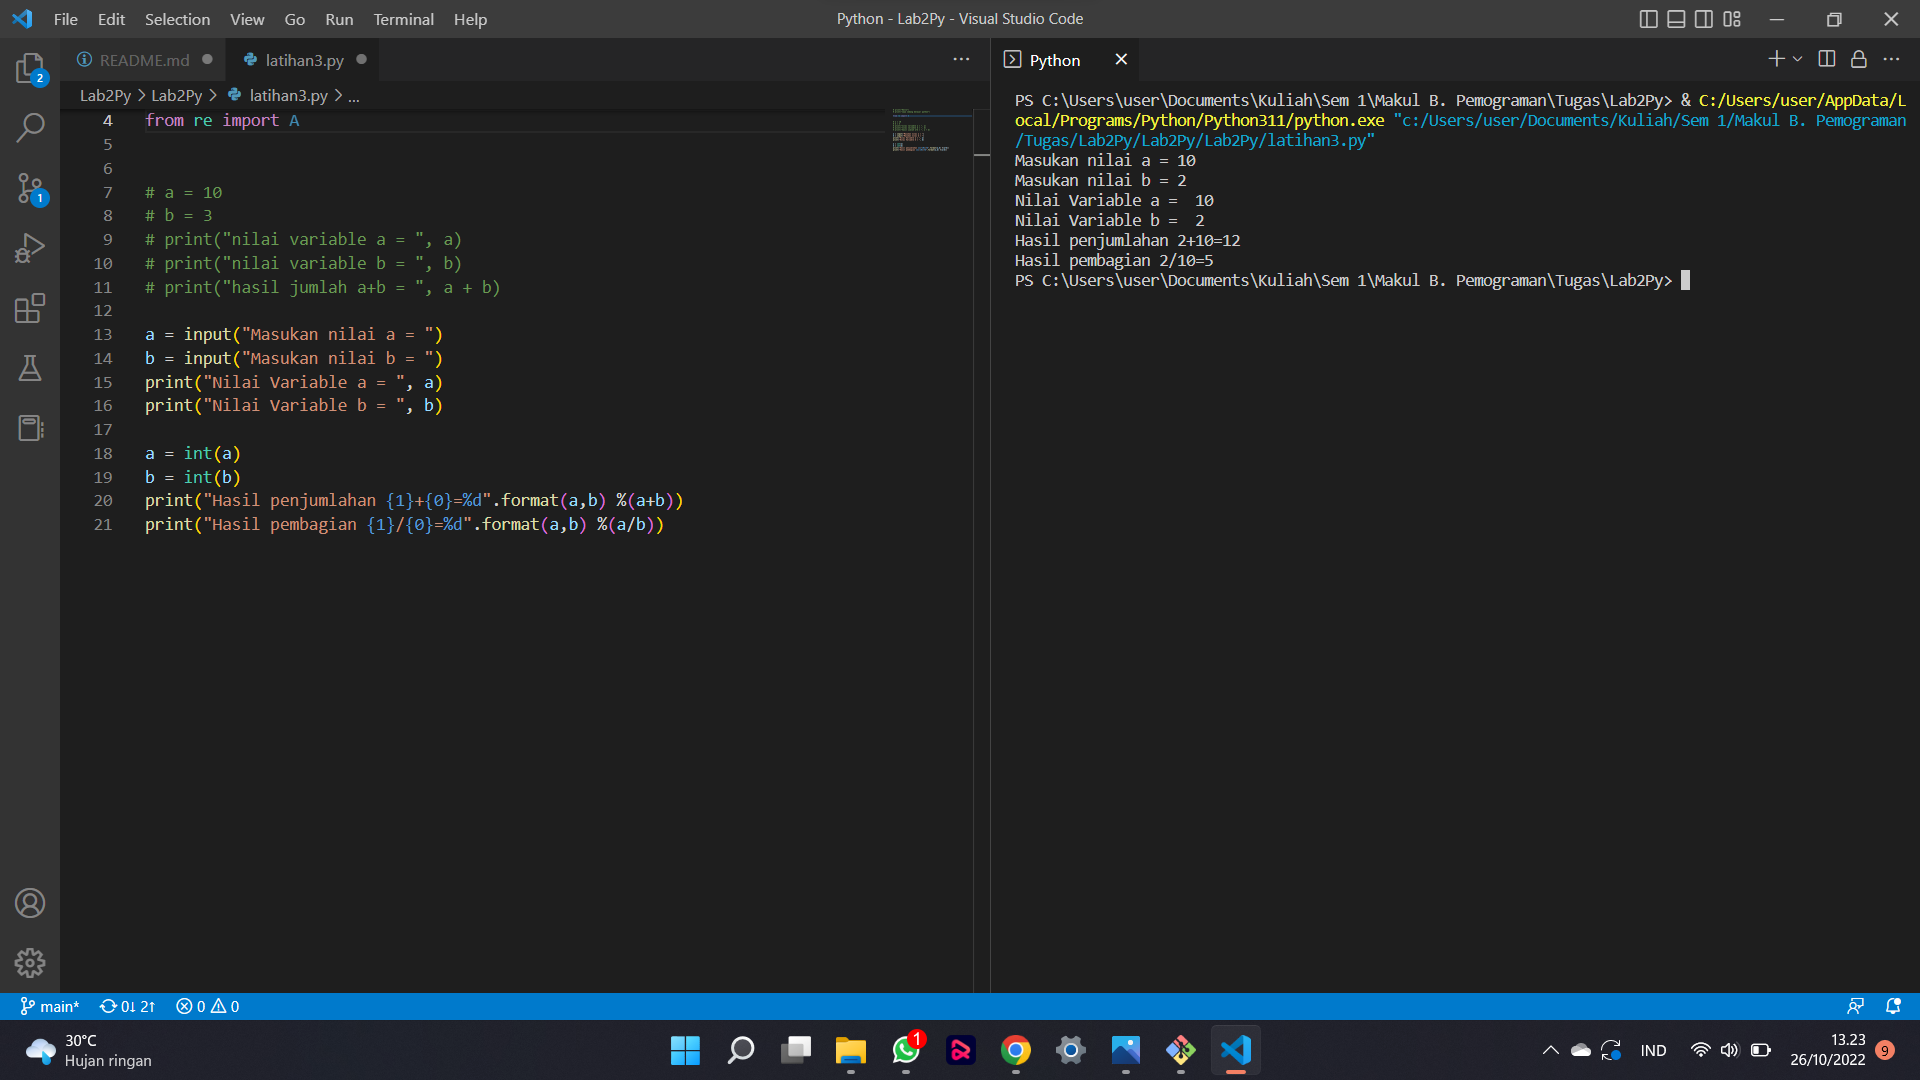 File Edit Selection View Go Run Terminal Help
Python - Lab2Py - Visual Studio Code
README.md
latihan3.py
Lab2Py > Lab2Py > latihan3.py > ...
4 from re import A
5
6
7 # a = 10
8 # b = 3
9 # print("nilai variable a = ", a)
10 # print("nilai variable b = ", b)
11 # print("hasil jumlah a+b = ", a + b)
12
13 a = input("Masukan nilai a = ")
14 b = input("Masukan nilai b = ")
15 print("Nilai Variable a = ", a)
16 print("Nilai Variable b = ", b)
17
18 a = int(a)
19 b = int(b)
20 print("Hasil penjumlahan {1}+{0}=%d".format(a,b) %(a+b))
21 print("Hasil pembagian {1}/{0}=%d".format(a,b) %(a/b))
Python
PS C:\Users\user\Documents\Kuliah\Sem 1\Makul B. Pemograman\Tugas\Lab2Py> & C:/Users/user/AppData/L
ocal/Programs/Python/Python311/python.exe "c:/Users/user/Documents/Kuliah/Sem 1/Makul B. Pemograman
/Tugas/Lab2Py/Lab2Py/Lab2Py/latihan3.py"
Masukan nilai a = 10
Masukan nilai b = 2
Nilai Variable a =  10
Nilai Variable b =  2
Hasil penjumlahan 2+10=12
Hasil pembagian 2/10=5
PS C:\Users\user\Documents\Kuliah\Sem 1\Makul B. Pemograman\Tugas\Lab2Py>
2
1
main* 0↓ 2↑ 0 0
30°C
Hujan ringan
1
IND
13.23
26/10/2022
9